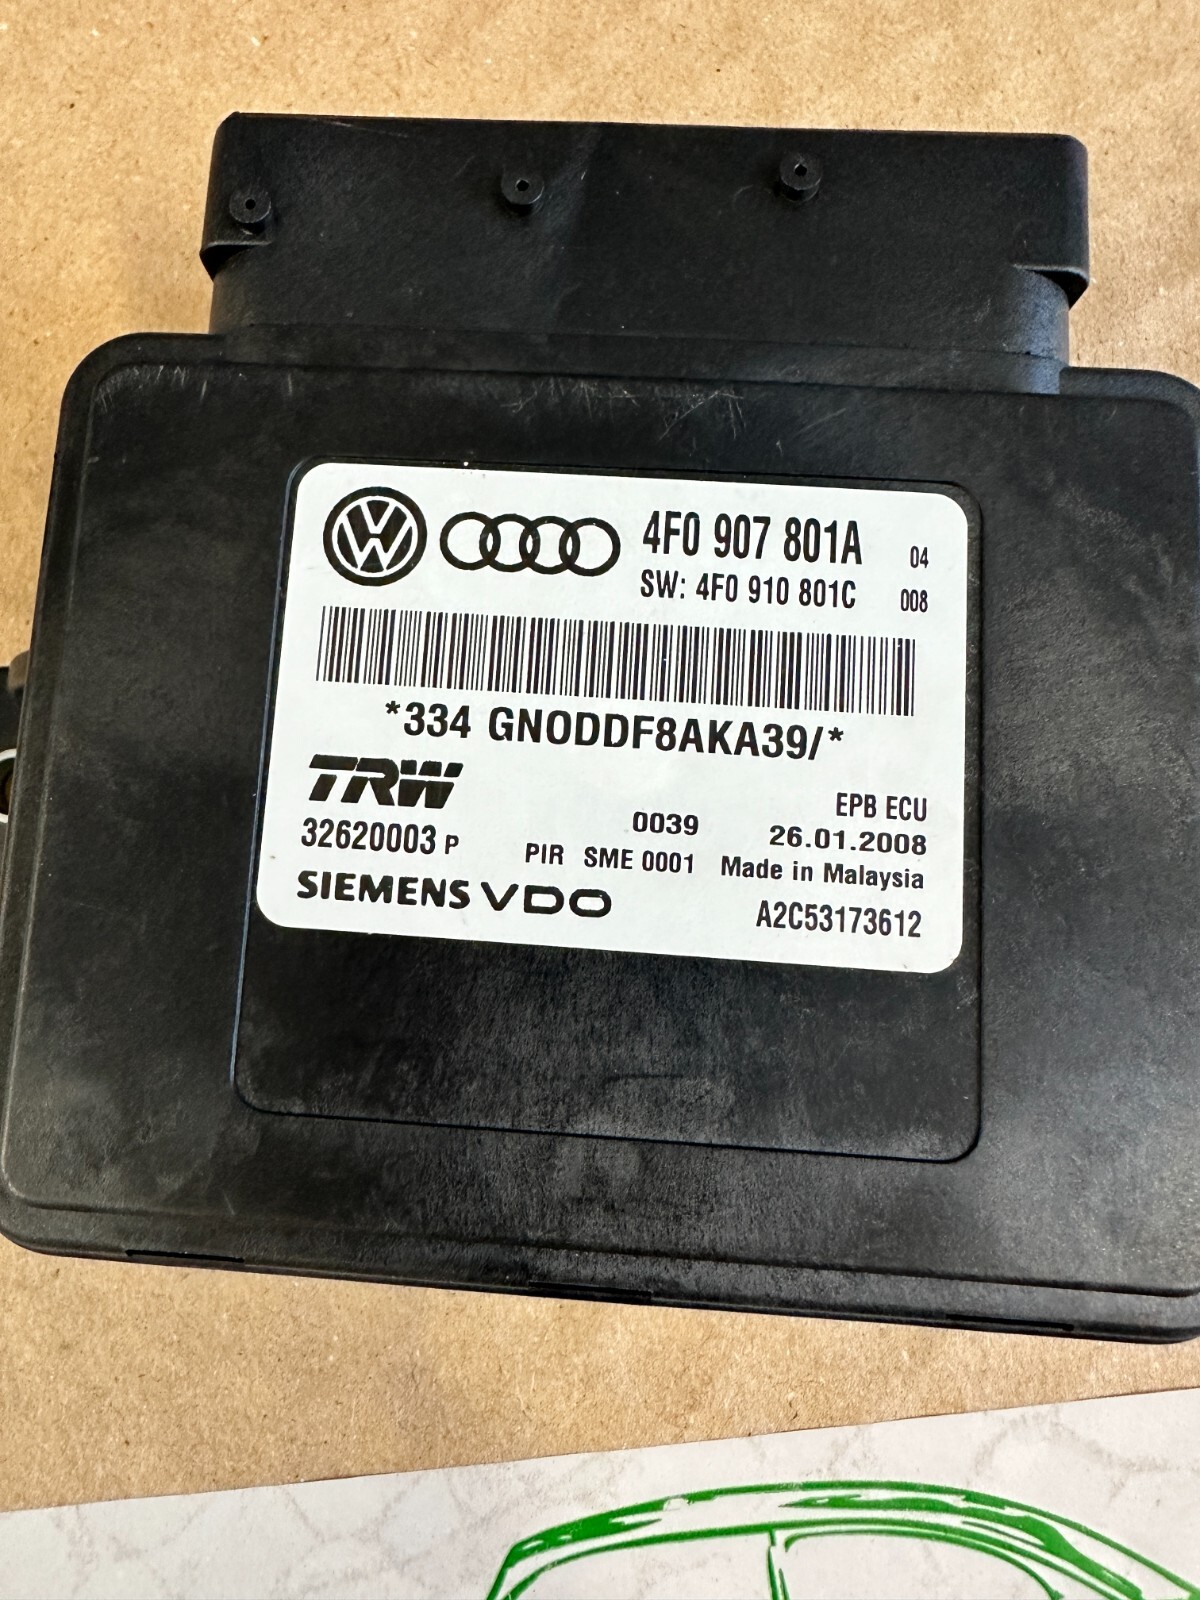 4F0 907 801A 04
SW: 4F0 910 801C 008
*334 GNODDF8AKA39/*
TRW EPB ECU
32620003 P 0039 26.01.2008
PIR SME 0001 Made in Malaysia
SIEMENS VDO A2C53173612